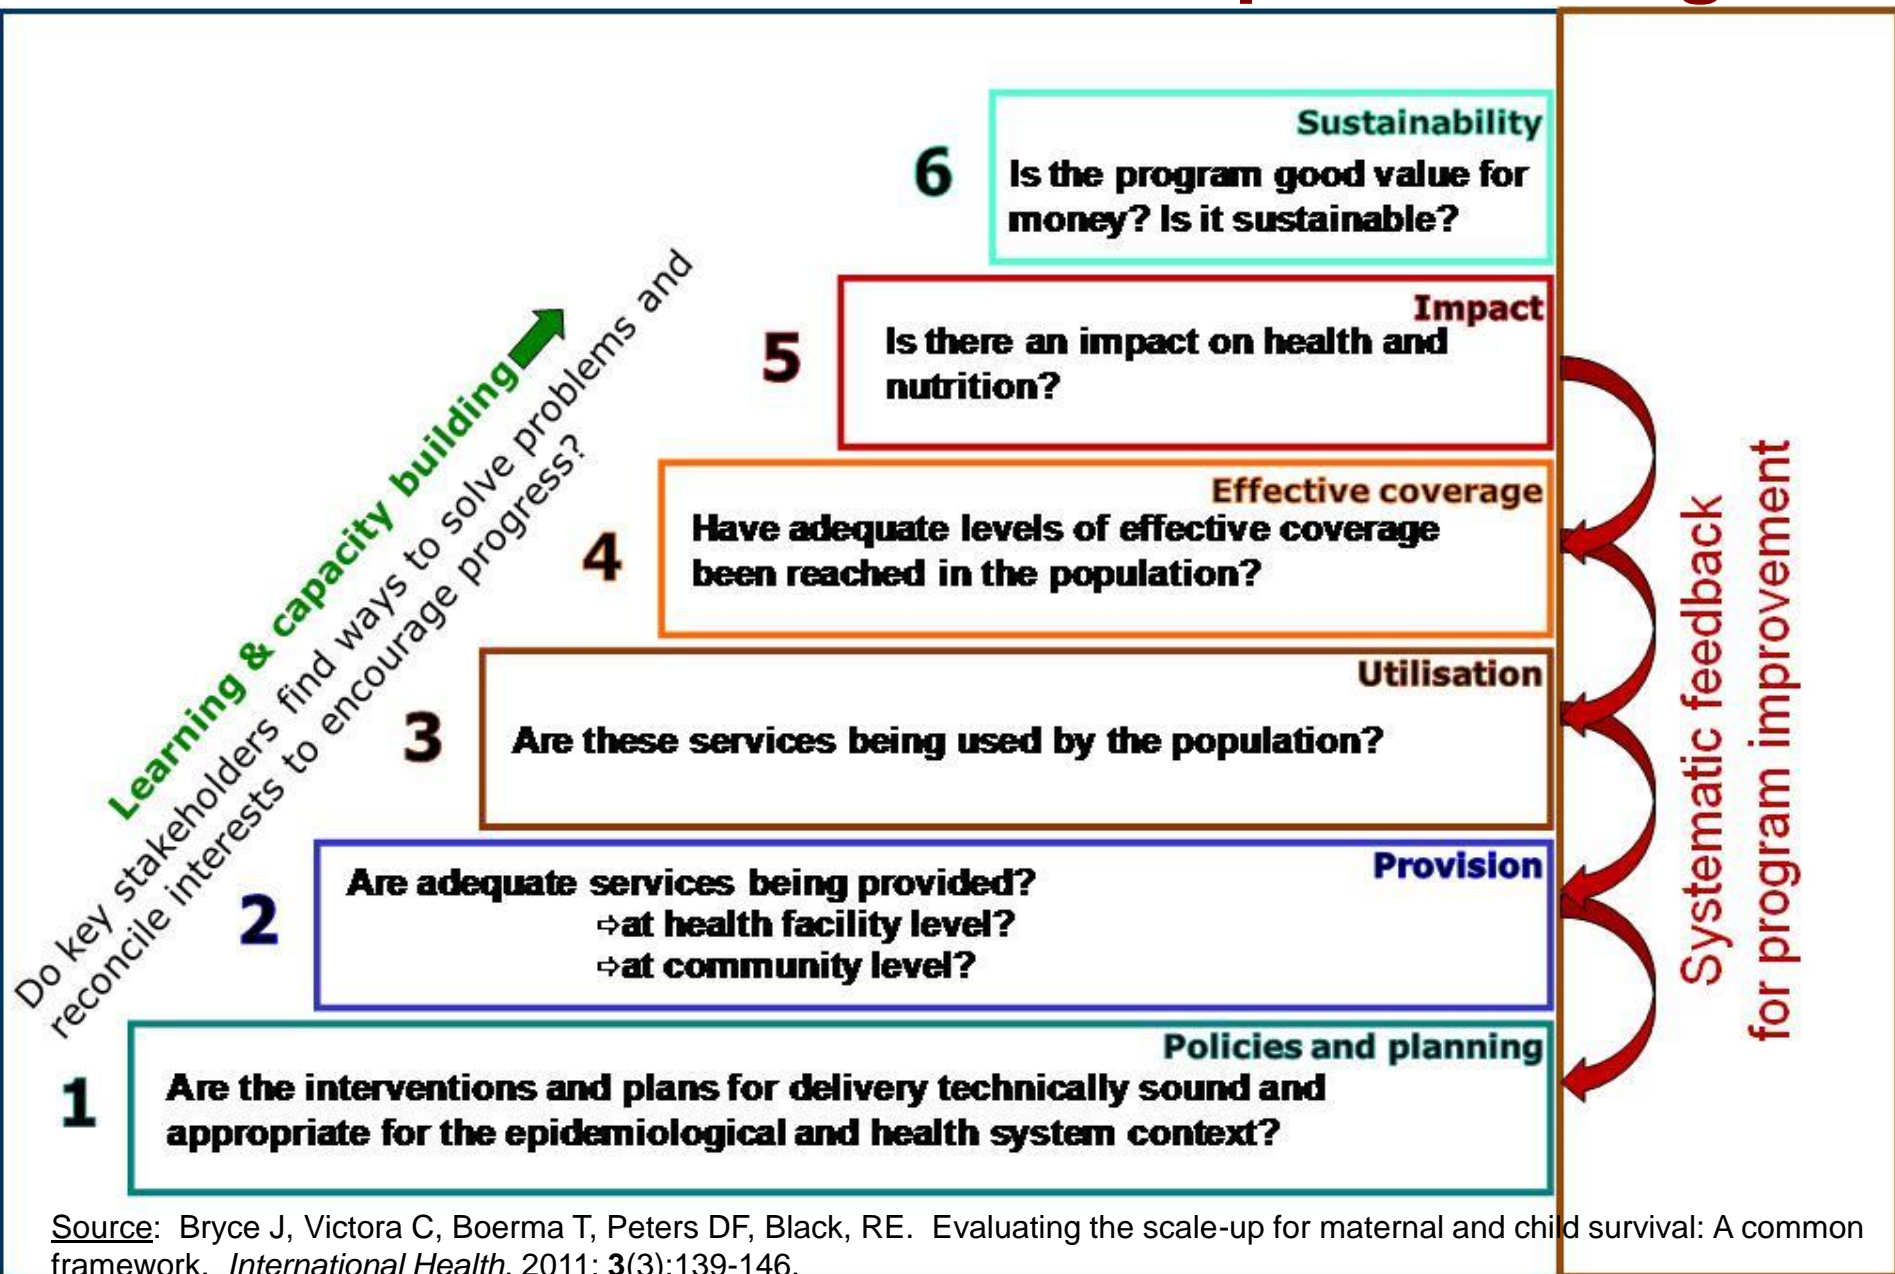 6
Sustainability
Is the program good value for
money? Is it sustainable?
5
Impact
Is there an impact on health and
nutrition?
4
Effective coverage
Have adequate levels of effective coverage
been reached in the population?
3
Utilisation
Are these services being used by the population?
2
Provision
Are adequate services being provided?
⇨at health facility level?
⇨at community level?
1
Policies and planning
Are the interventions and plans for delivery technically sound and
appropriate for the epidemiological and health system context?
Learning & capacity building
Do key stakeholders find ways to solve problems and
reconcile interests to encourage progress?
Systematic feedback
for program improvement
Source: Bryce J, Victora C, Boerma T, Peters DF, Black, RE. Evaluating the scale-up for maternal and child survival: A common
framework. International Health. 2011; 3(3):139-146.